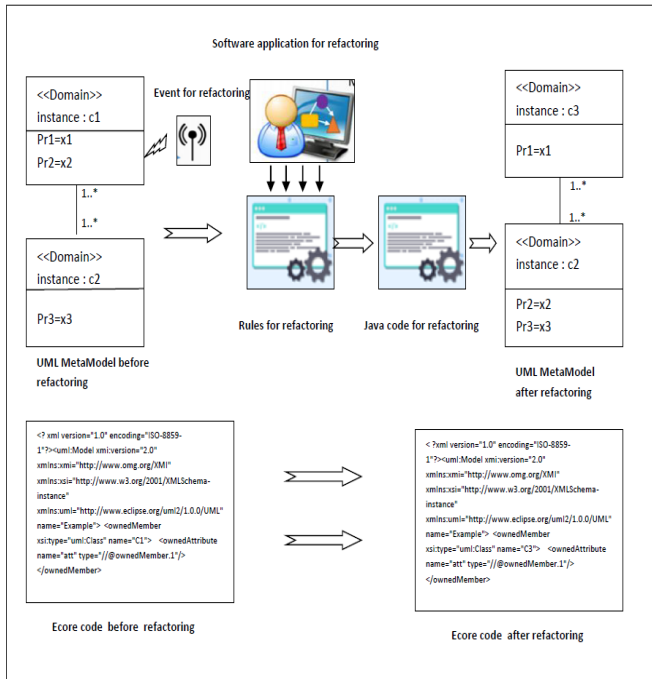 Software application for refactoring
<<Domain>>
instance : c1
Pr1=x1
Pr2=x2
Event for refactoring
1..*
1..*
<<Domain>>
instance : c2
Pr3=x3
UML MetaModel before
refactoring
Rules for refactoring
Java code for refactoring
<<Domain>>
instance : c3
Pr1=x1
1..*
1..*
<<Domain>>
instance : c2
Pr2=x2
Pr3=x3
UML MetaModel
after refactoring
<? xml version="1.0" encoding="ISO-8859-
1"?><uml:Model xmi:version="2.0"
xmlns:xmi="http://www.omg.org/XMI"
xmlns:xsi="http://www.w3.org/2001/XMLSchema-
instance"
xmlns:uml="http://www.eclipse.org/uml2/1.0.0/UML"
name="Example"> <ownedMember
xsi:type="uml:Class" name="C1"> <ownedAttribute
name="att" type="//@ownedMember.1"/>
</ownedMember>
Ecore code before refactoring
< ?xml version="1.0" encoding="ISO-8859-
1"?><uml:Model xmi:version="2.0"
xmlns:xmi="http://www.omg.org/XMI"
xmlns:xsi="http://www.w3.org/2001/XMLSchema-
instance"
xmlns:uml="http://www.eclipse.org/uml2/1.0.0/UML"
name="Example"> <ownedMember
xsi:type="uml:Class" name="C3"> <ownedAttribute
name="att" type="//@ownedMember.1"/>
</ownedMember>
Ecore code after refactoring